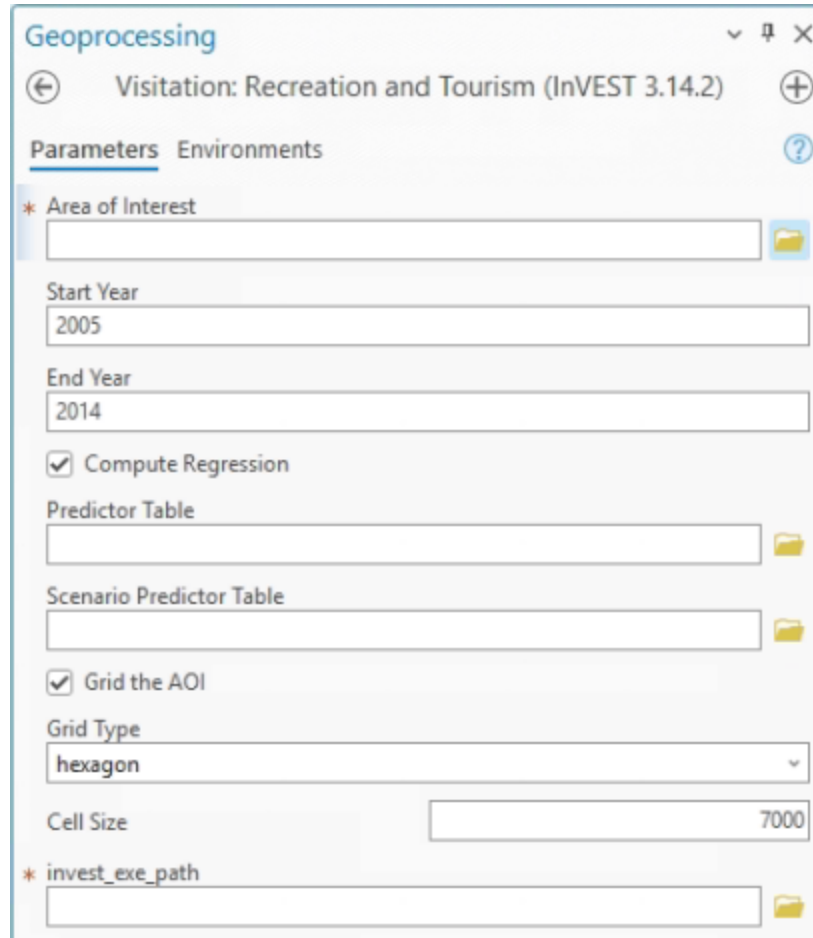 Geoprocessing
Visitation: Recreation and Tourism (InVEST 3.14.2)
Parameters Environments
* Area of Interest
Start Year
2005
End Year
2014
Compute Regression
Predictor Table
Scenario Predictor Table
Grid the AOI
Grid Type
hexagon
Cell Size 7000
* invest_exe_path